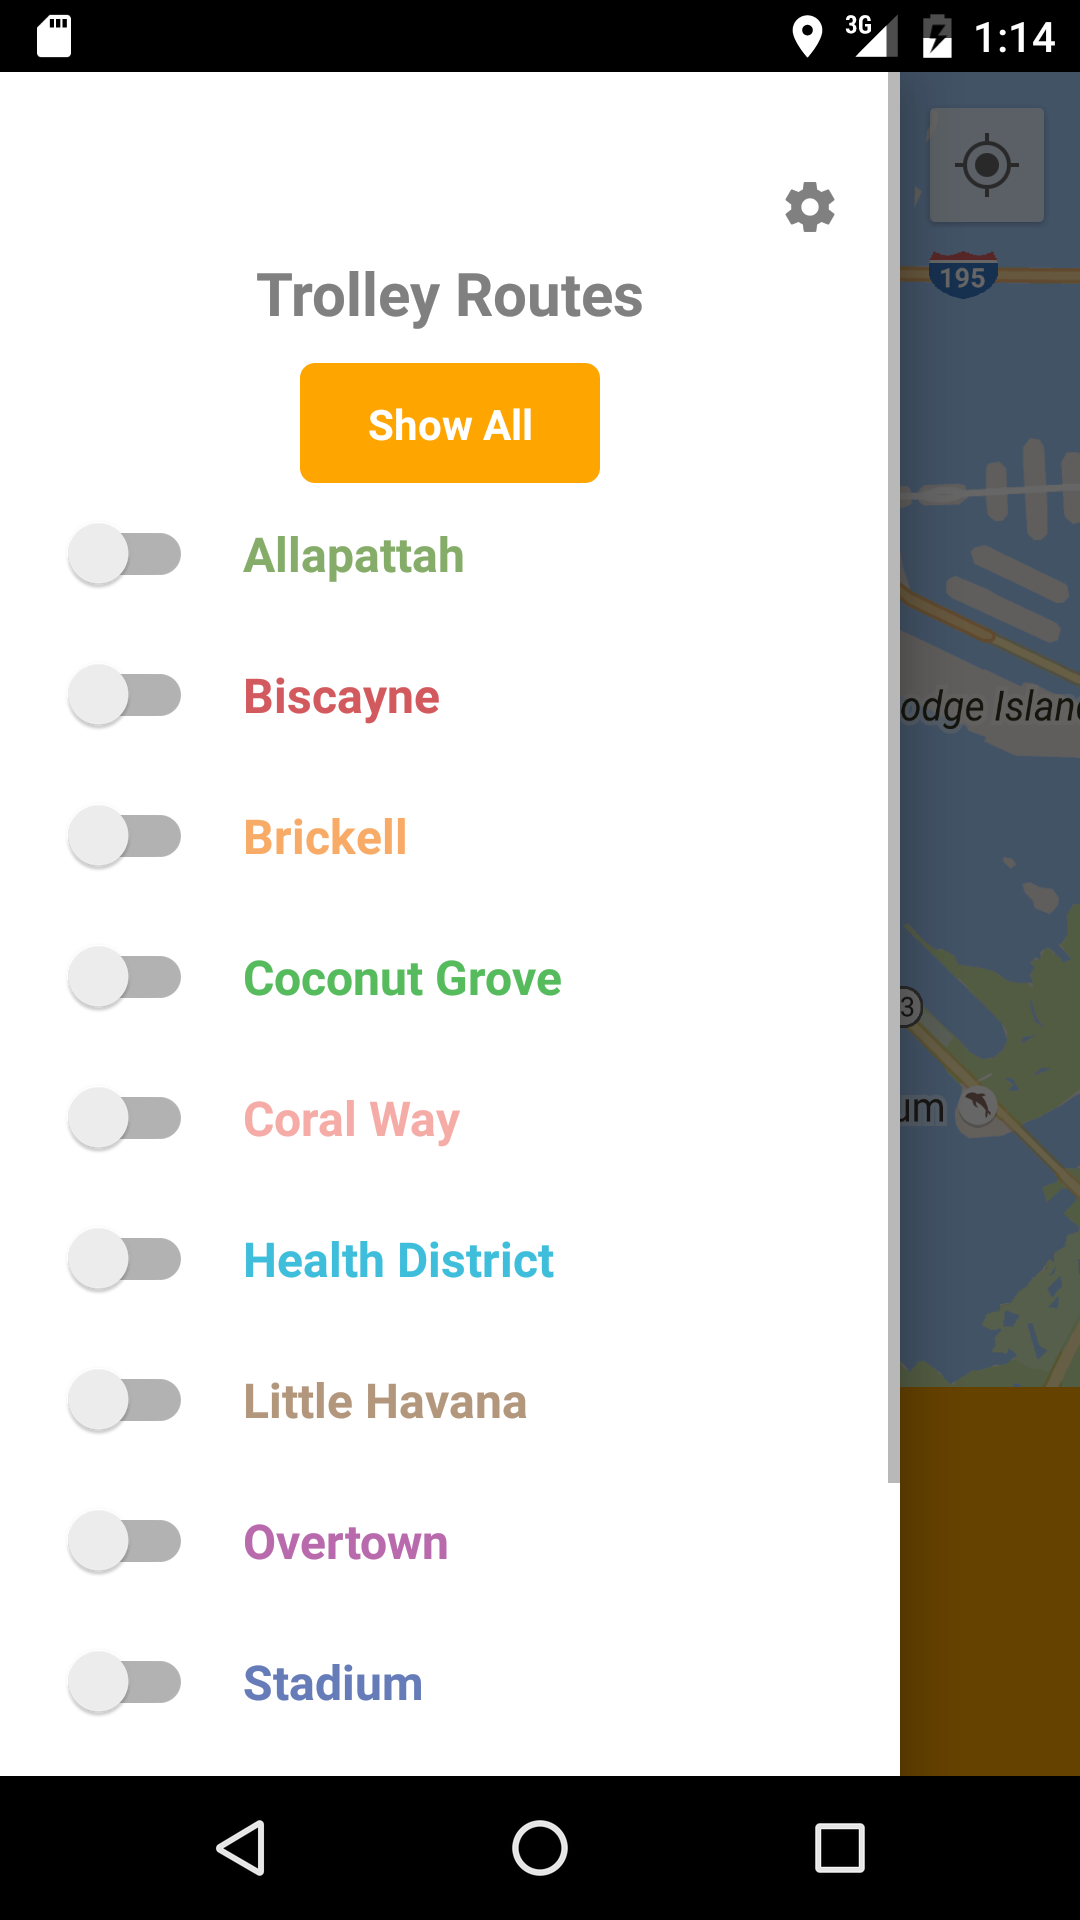 3G 1:14
195
Trolley Routes
Show All
Allapattah
Biscayne
odge Islan
Brickell
Coconut Grove
3
um
Coral Way
Health District
Little Havana
Overtown
Stadium